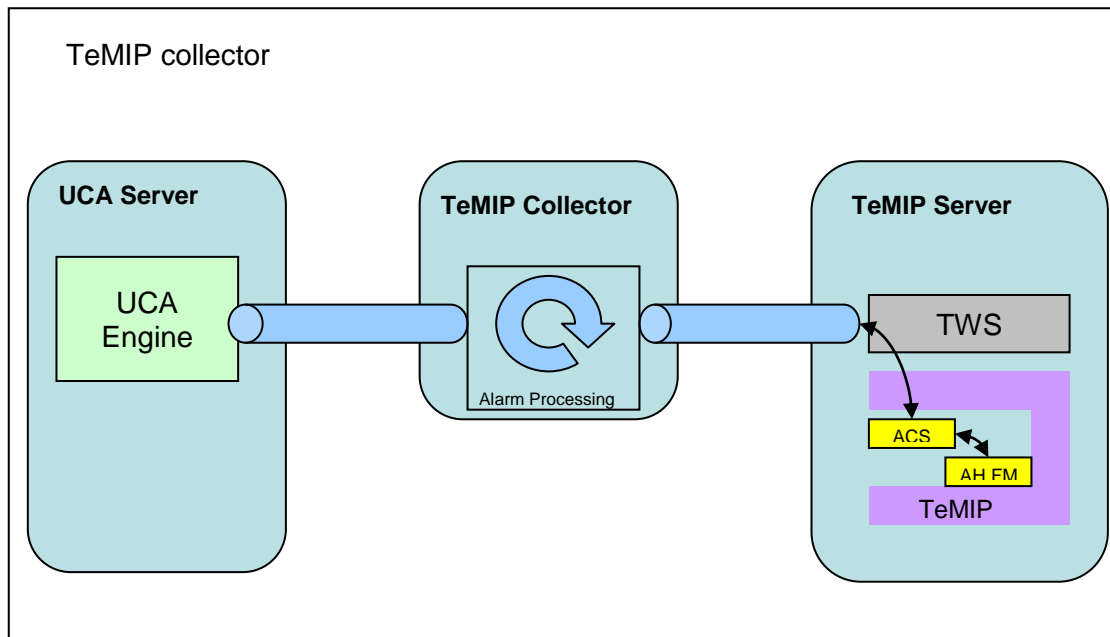 TeMIP collector
UCA Server
UCA
Engine
TeMIP Collector
Alarm Processing
TeMIP Server
TWS
ACS
AH FM
TeMIP